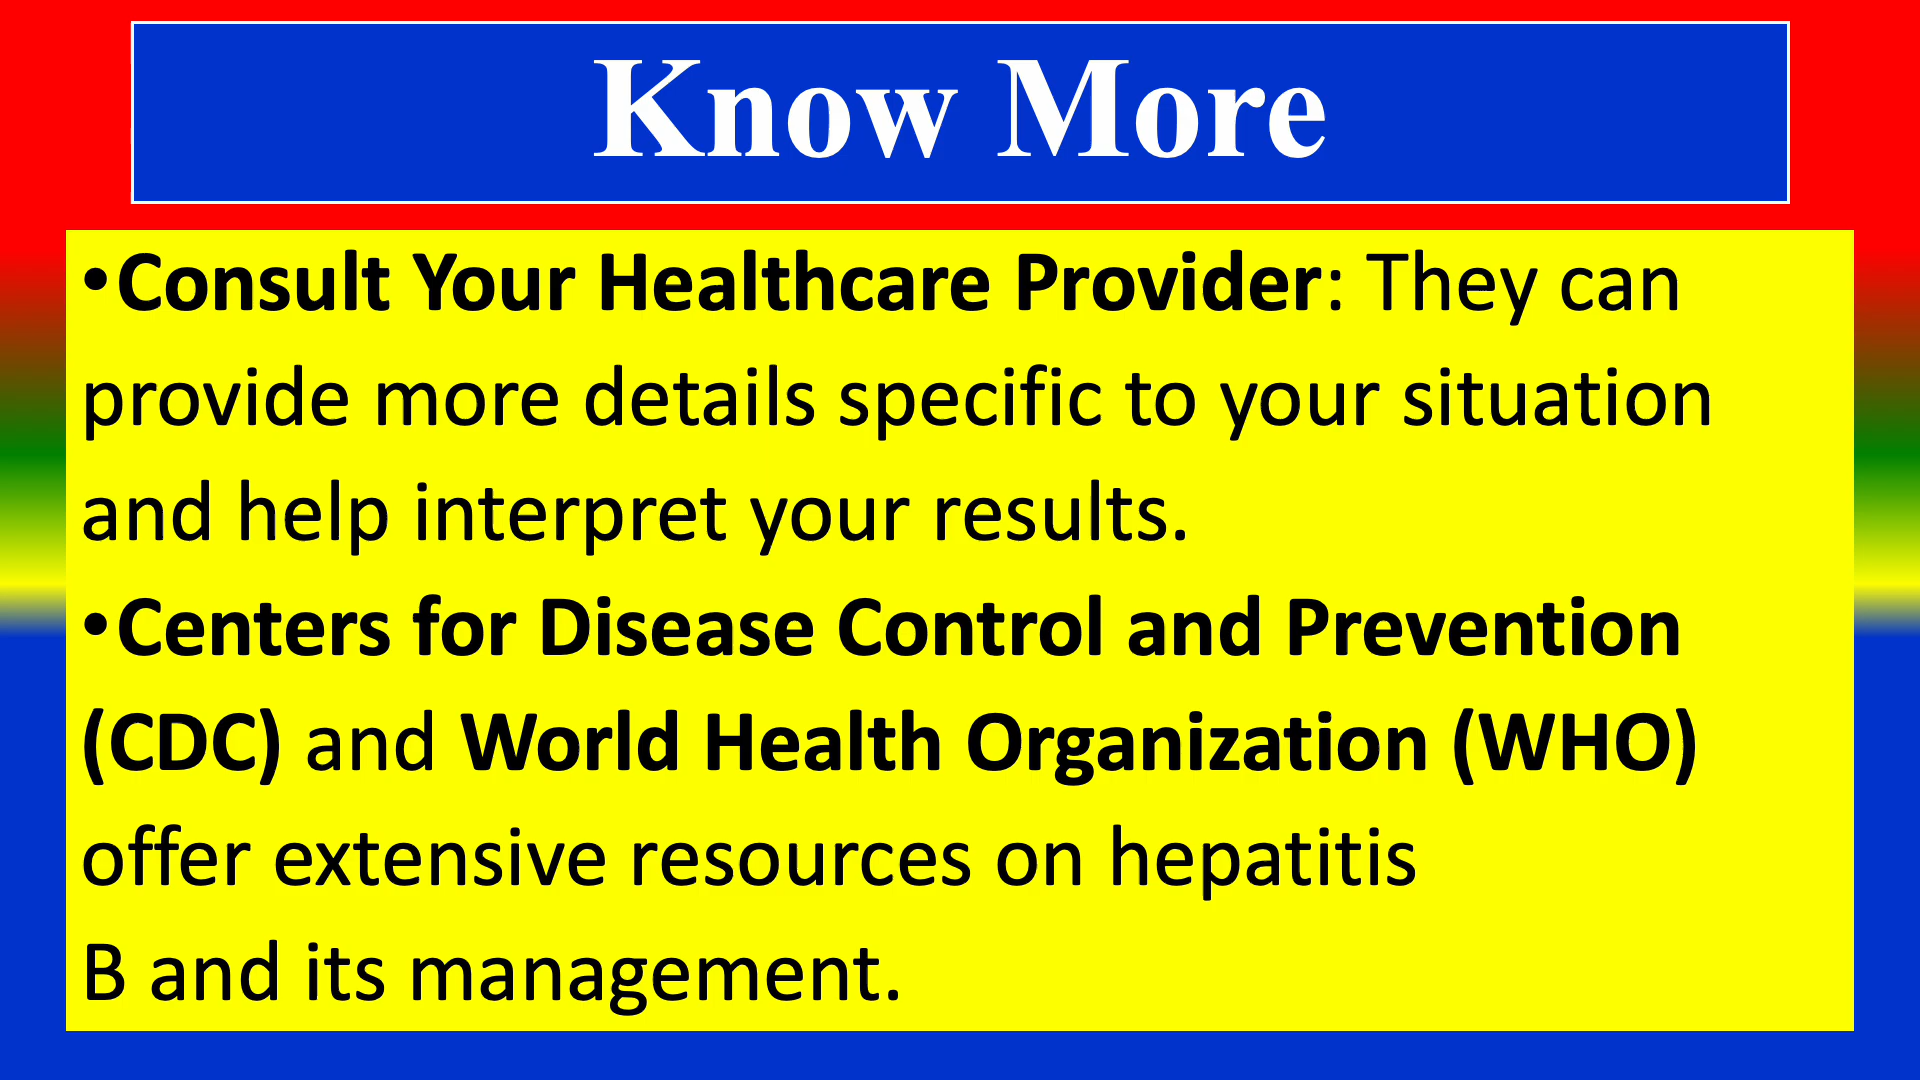 Know More
•Consult Your Healthcare Provider: They can
provide more details specific to your situation
and help interpret your results.
•Centers for Disease Control and Prevention
(CDC) and World Health Organization (WHO)
offer extensive resources on hepatitis
B and its management.